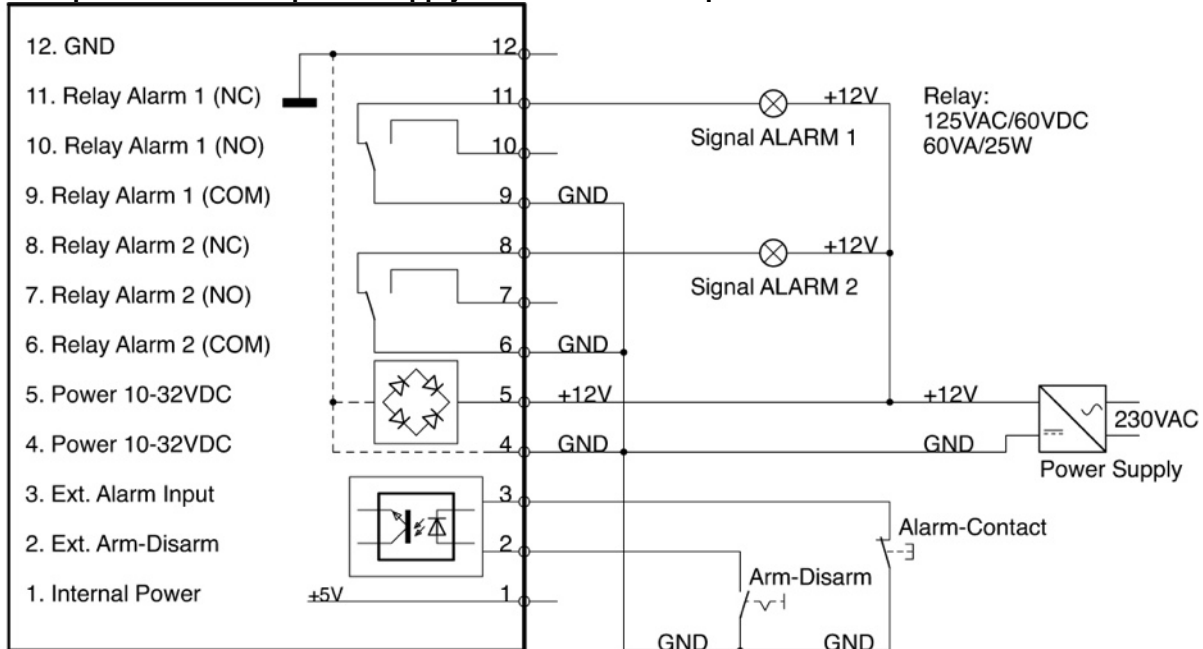 12. GND
11. Relay Alarm 1 (NC)
10. Relay Alarm 1 (NO)
9. Relay Alarm 1 (COM)
8. Relay Alarm 2 (NC)
7. Relay Alarm 2 (NO)
6. Relay Alarm 2 (COM)
5. Power 10-32VDC
4. Power 10-32VDC
3. Ext. Alarm Input
2. Ext. Arm-Disarm
1. Internal Power
+5V
12
11
10
9
8
7
6
5
4
3
2
1
+12V
Signal ALARM 1
Relay:
125VAC/60VDC
60VA/25W
GND
+12V
Signal ALARM 2
GND
+12V
+12V
230VAC
GND
GND
Power Supply
Alarm-Contact
Arm-Disarm
GND
GND